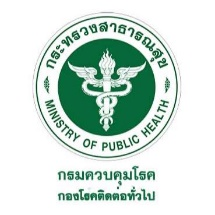 กระทรวงสาธารณสุข
MINISTRY OF PUBLIC HEALTH
กรมควบคุมโรค
กองโรคติดต่อทั่วไป